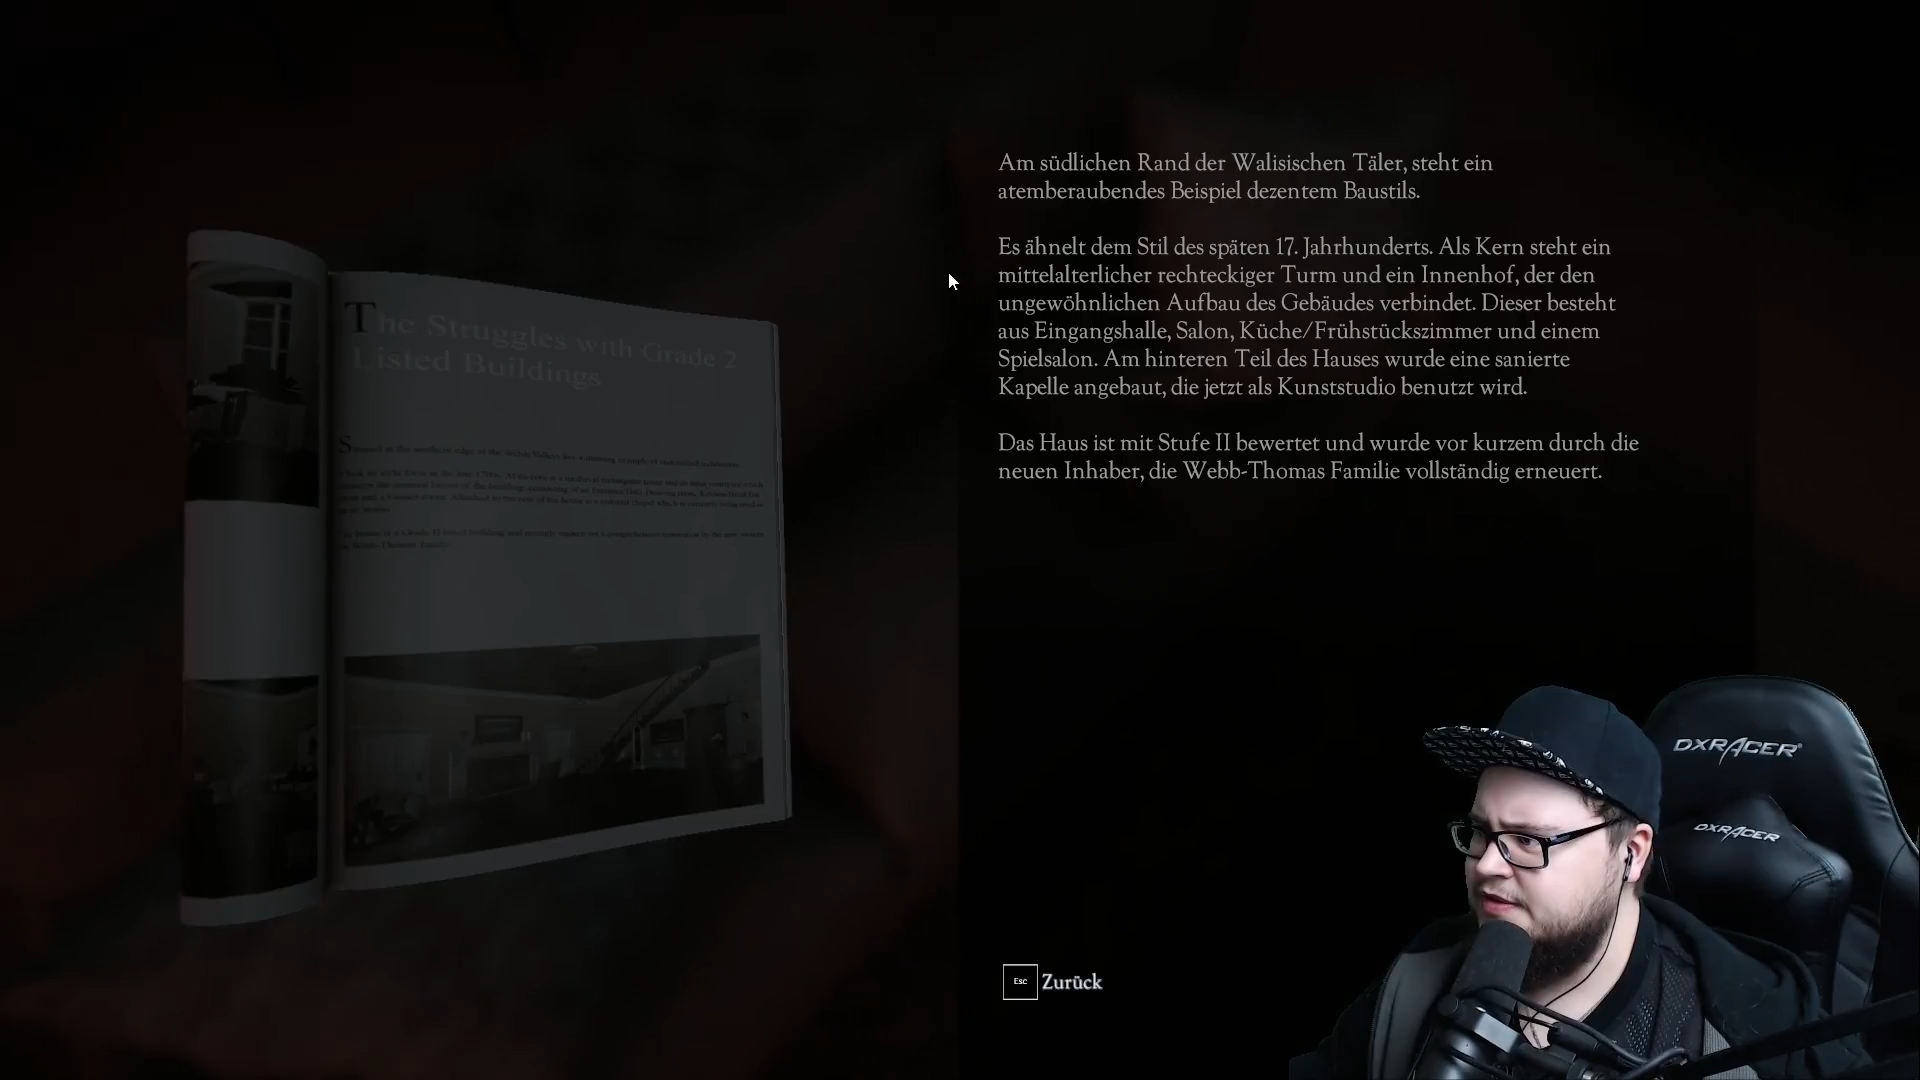 The Struggles with Grade 2
Listed Buildings
Am südlichen Rand der Walisischen Täler, steht ein
atemberaubendes Beispiel dezentem Baustils.
Es ähnelt dem Stil des späten 17. Jahrhunderts. Als Kern steht ein
mittelalterlicher rechteckiger Turm und ein Innenhof, der den
ungewöhnlichen Aufbau des Gebäudes verbindet. Dieser besteht
aus Eingangshalle, Salon, Küche/Frühstückszimmer und einem
Spielsalon. Am hinteren Teil des Hauses wurde eine sanierte
Kapelle angebaut, die jetzt als Kunststudio benutzt wird.
Das Haus ist mit Stufe II bewertet und wurde vor kurzem durch die
neuen Inhaber, die Webb-Thomas Familie vollständig erneuert.
Esc Zurück
DXRACER
DXRACER